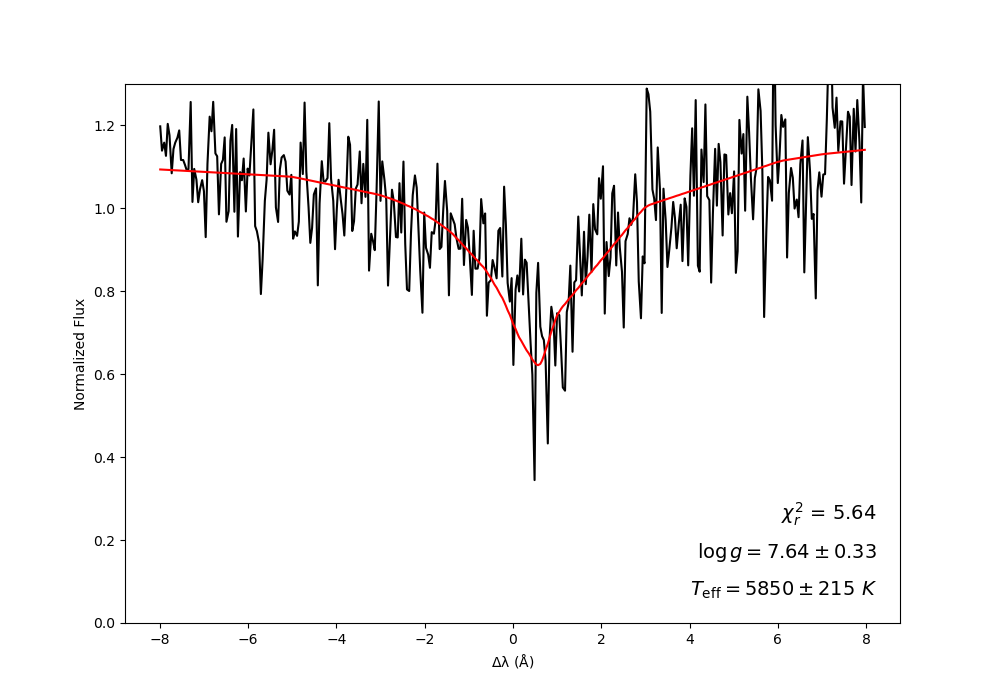 1.2
1.0
0.8
0.6
0.4
0.2
0.0
Normalized Flux
χ²ᵣ = 5.64
log g = 7.64 ± 0.33
T_eff = 5850 ± 215 K
−8 −6 −4 −2 0 2 4 6 8
Δλ (Å)